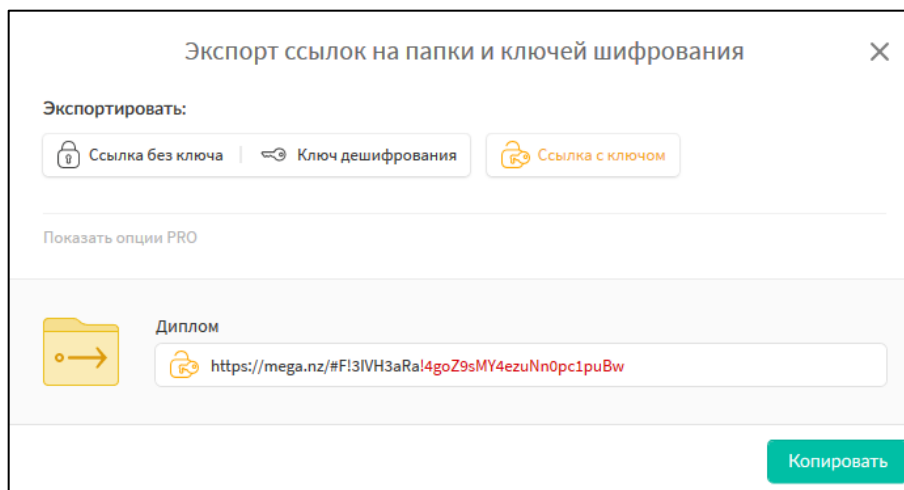 Экспорт ссылок на папки и ключей шифрования
Экспортировать:
Ссылка без ключа
Ключ дешифрования
Ссылка с ключом
Показать опции PRO
Диплом
https://mega.nz/#F!3lVH3aRa!4goZ9sMY4ezuNn0pc1puBw
Копировать